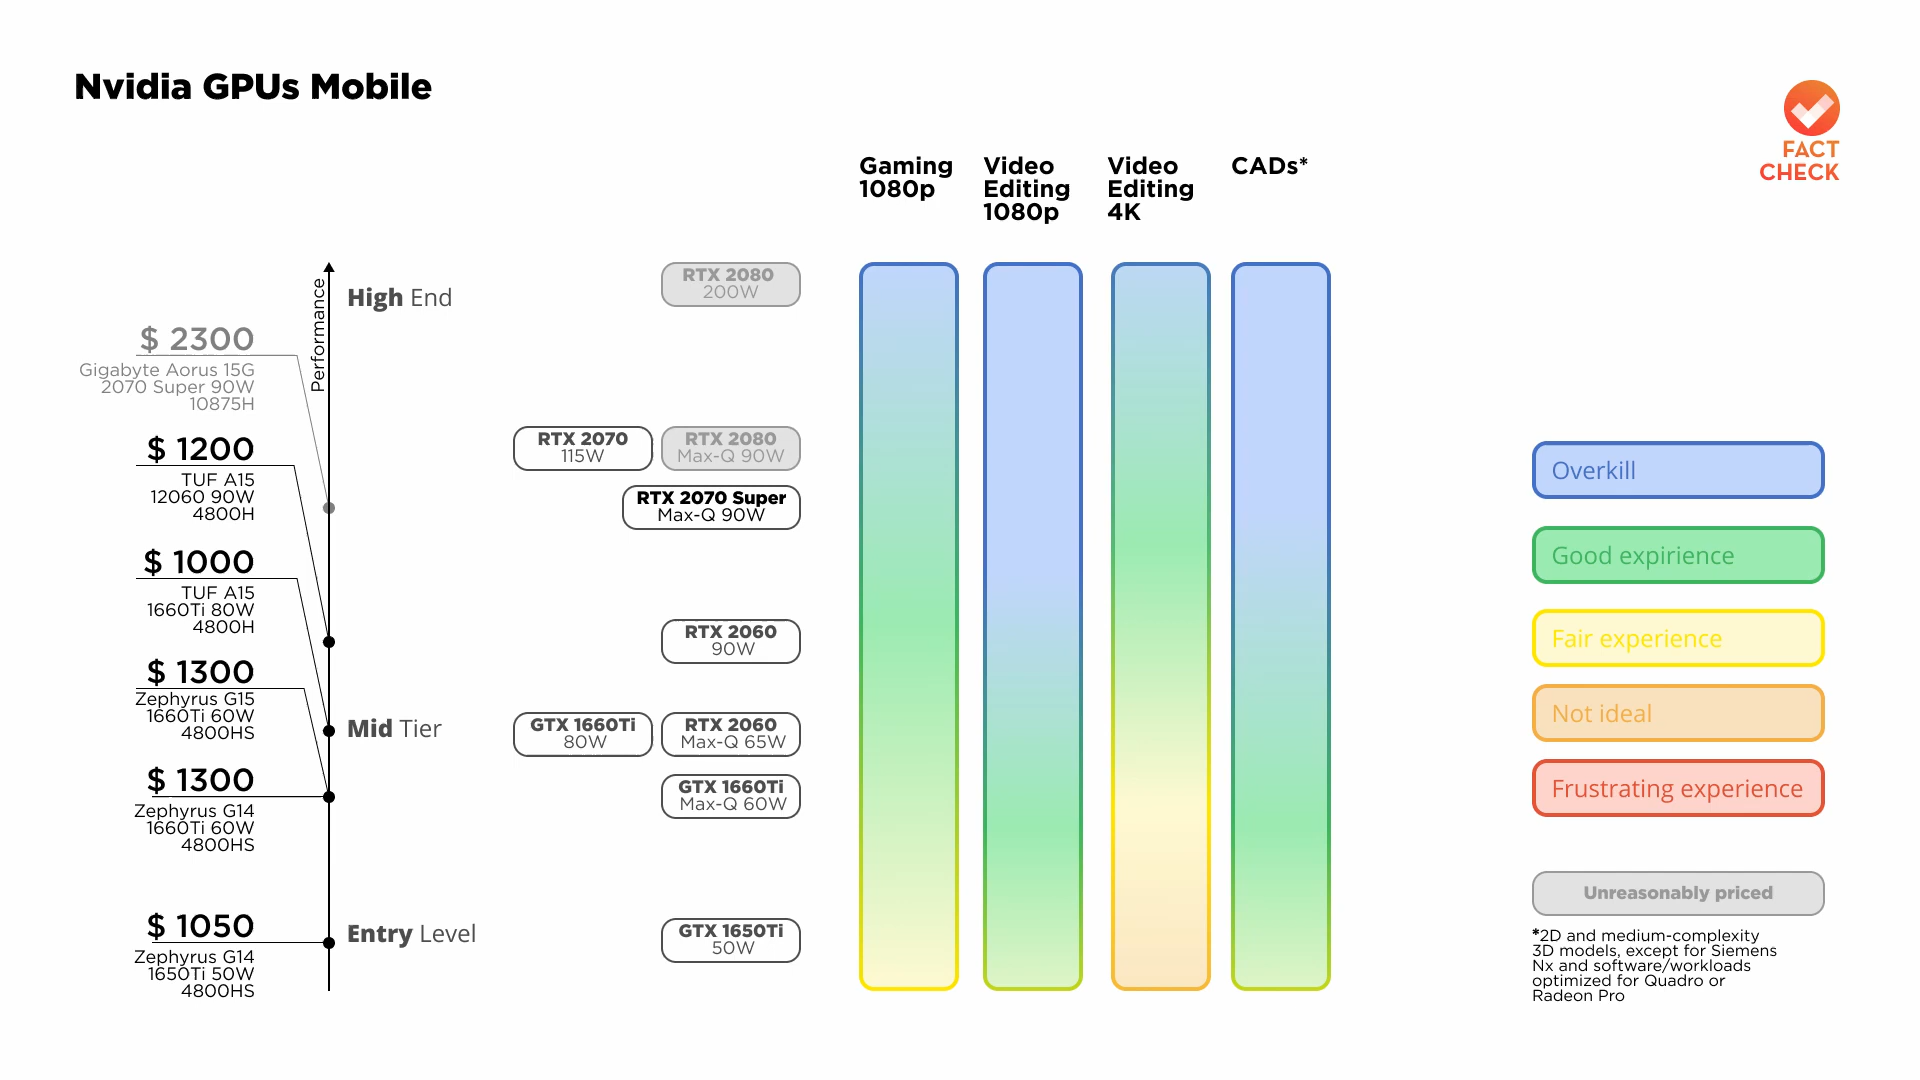 Nvidia GPUs Mobile
FACT
CHECK
Gaming
1080p
Video
Editing
1080p
Video
Editing
4K
CADs*
Performance
High End
Mid Tier
Entry Level
$ 2300
Gigabyte Aorus 15G
2070 Super 90W
10875H
$ 1200
TUF A15
12060 90W
4800H
$ 1000
TUF A15
1660Ti 80W
4800H
$ 1300
Zephyrus G15
1660Ti 60W
4800HS
$ 1300
Zephyrus G14
1660Ti 60W
4800HS
$ 1050
Zephyrus G14
1650Ti 50W
4800HS
RTX 2080
200W
RTX 2070
115W
RTX 2080
Max-Q 90W
RTX 2070 Super
Max-Q 90W
RTX 2060
90W
GTX 1660Ti
80W
RTX 2060
Max-Q 65W
GTX 1660Ti
Max-Q 60W
GTX 1650Ti
50W
Overkill
Good expirience
Fair experience
Not ideal
Frustrating experience
Unreasonably priced
*2D and medium-complexity
3D models, except for Siemens
Nx and software/workloads
optimized for Quadro or
Radeon Pro